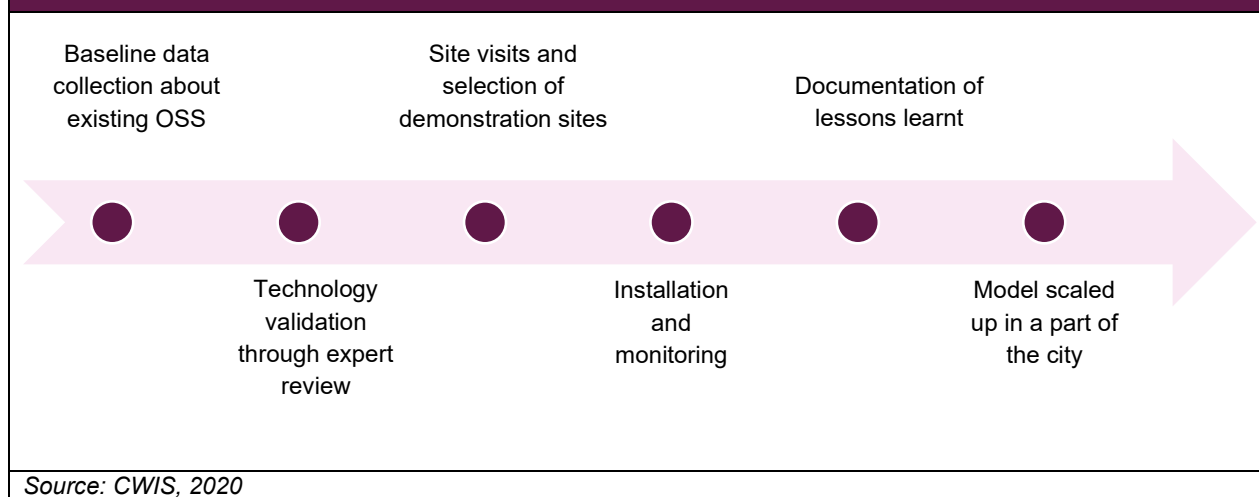 Baseline data
collection about
existing OSS
Technology
validation
through expert
review
Site visits and
selection of
demonstration sites
Installation
and
monitoring
Documentation of
lessons learnt
Model scaled
up in a part of
the city
Source: CWIS, 2020